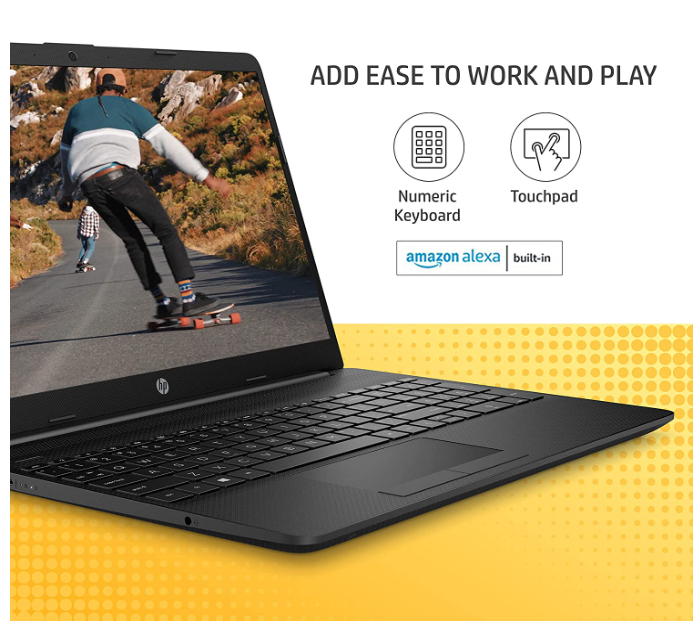 ADD EASE TO WORK AND PLAY
Numeric
Keyboard
Touchpad
amazon alexa | built-in
hp